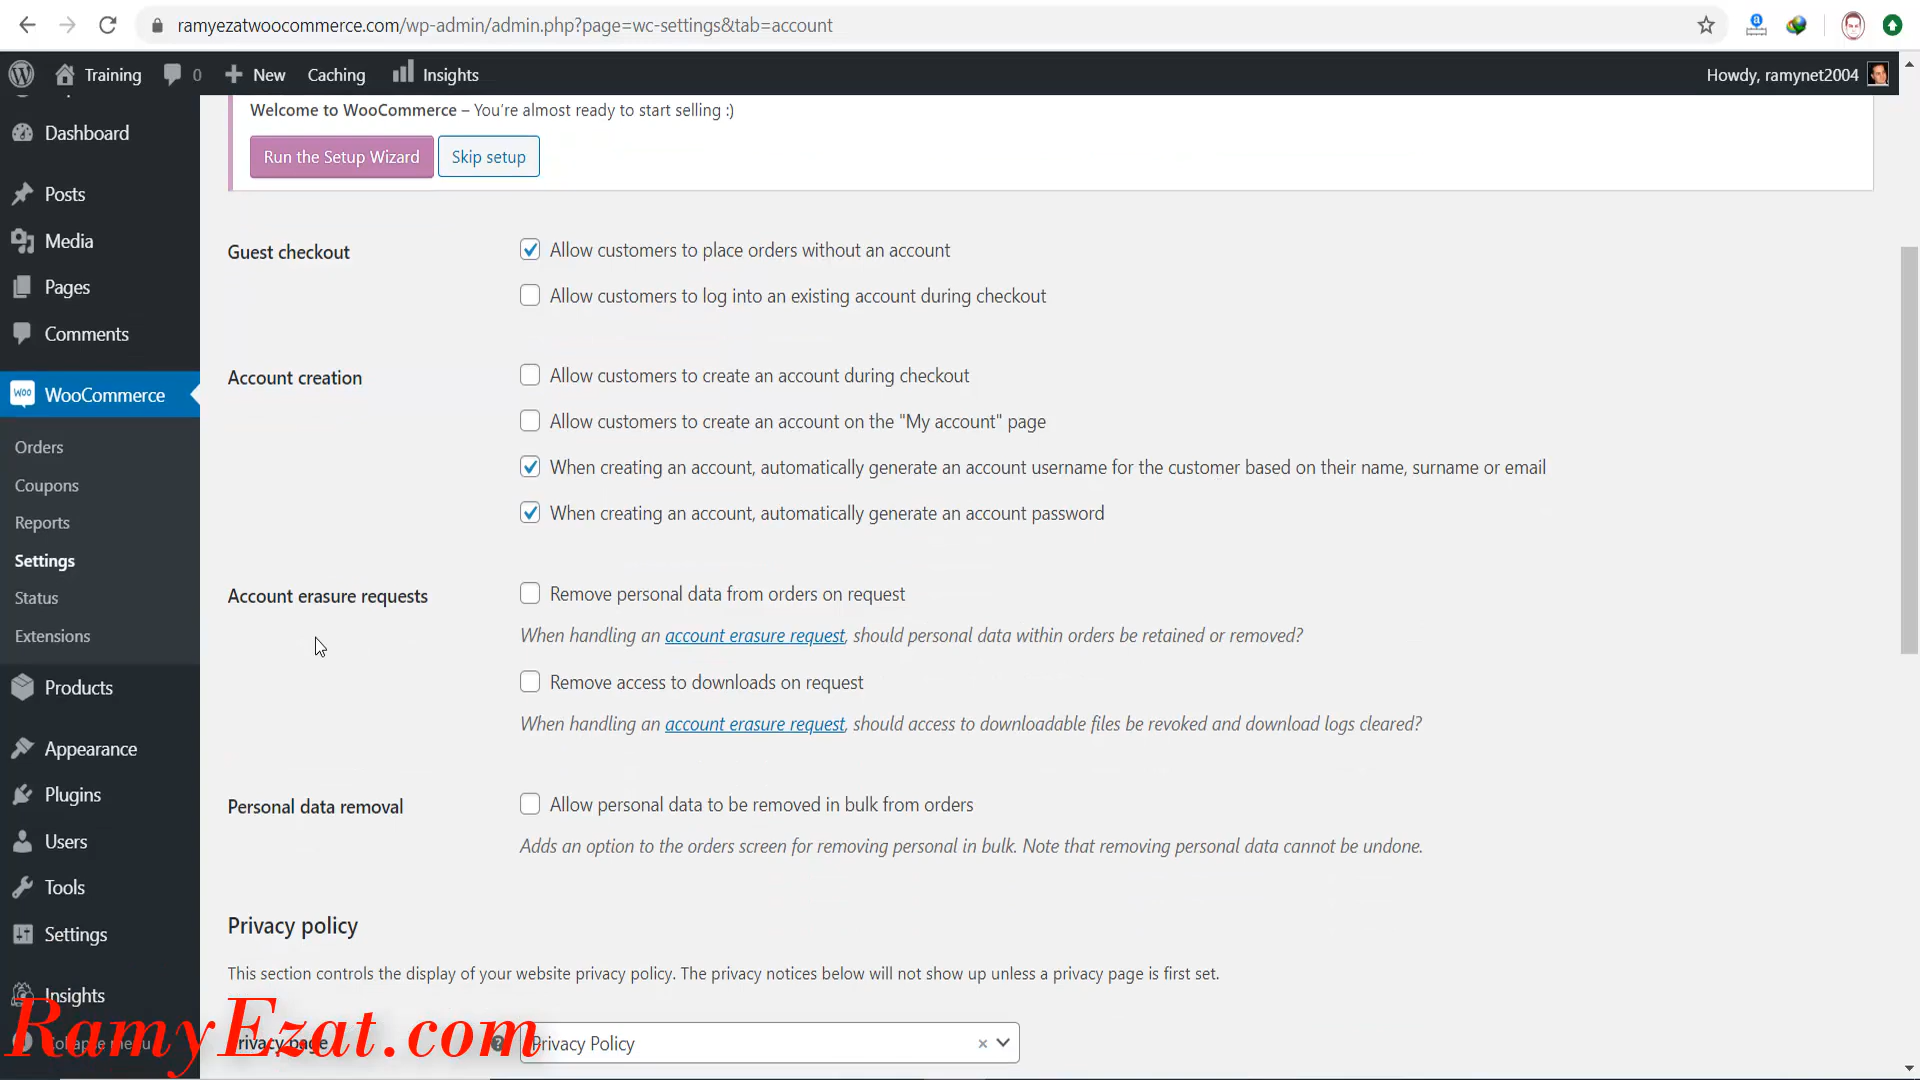 ramyezatwoocommerce.com/wp-admin/admin.php?page=wc-settings&tab=account
Training
0
New
Caching
Insights
Howdy, ramynet2004
Dashboard
Posts
Media
Pages
Comments
WooCommerce
Orders
Coupons
Reports
Settings
Status
Extensions
Products
Appearance
Plugins
Users
Tools
Settings
Insights
Collapse menu
Welcome to WooCommerce – You're almost ready to start selling :)
Run the Setup Wizard
Skip setup
Guest checkout
Allow customers to place orders without an account
Allow customers to log into an existing account during checkout
Account creation
Allow customers to create an account during checkout
Allow customers to create an account on the "My account" page
When creating an account, automatically generate an account username for the customer based on their name, surname or email
When creating an account, automatically generate an account password
Account erasure requests
Remove personal data from orders on request
When handling an account erasure request, should personal data within orders be retained or removed?
Remove access to downloads on request
When handling an account erasure request, should access to downloadable files be revoked and download logs cleared?
Personal data removal
Allow personal data to be removed in bulk from orders
Adds an option to the orders screen for removing personal in bulk. Note that removing personal data cannot be undone.
Privacy policy
This section controls the display of your website privacy policy. The privacy notices below will not show up unless a privacy page is first set.
Privacy page
Privacy Policy
RamyEzat.com